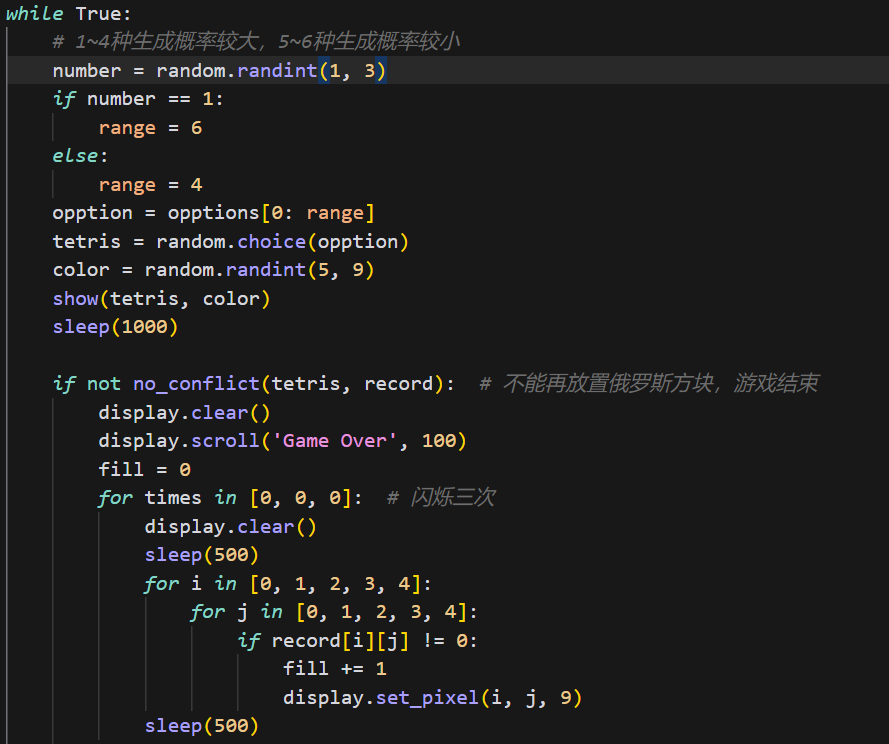 while True:
    # 1~4种生成概率较大，5~6种生成概率较小
    number = random.randint(1, 3)
    if number == 1:
        range = 6
    else:
        range = 4
    opption = opptions[0: range]
    tetris = random.choice(opption)
    color = random.randint(5, 9)
    show(tetris, color)
    sleep(1000)

    if not no_conflict(tetris, record):  # 不能再放置俄罗斯方块，游戏结束
        display.clear()
        display.scroll('Game Over', 100)
        fill = 0
        for times in [0, 0, 0]:  # 闪烁三次
            display.clear()
            sleep(500)
            for i in [0, 1, 2, 3, 4]:
                for j in [0, 1, 2, 3, 4]:
                    if record[i][j] != 0:
                        fill += 1
                        display.set_pixel(i, j, 9)
            sleep(500)